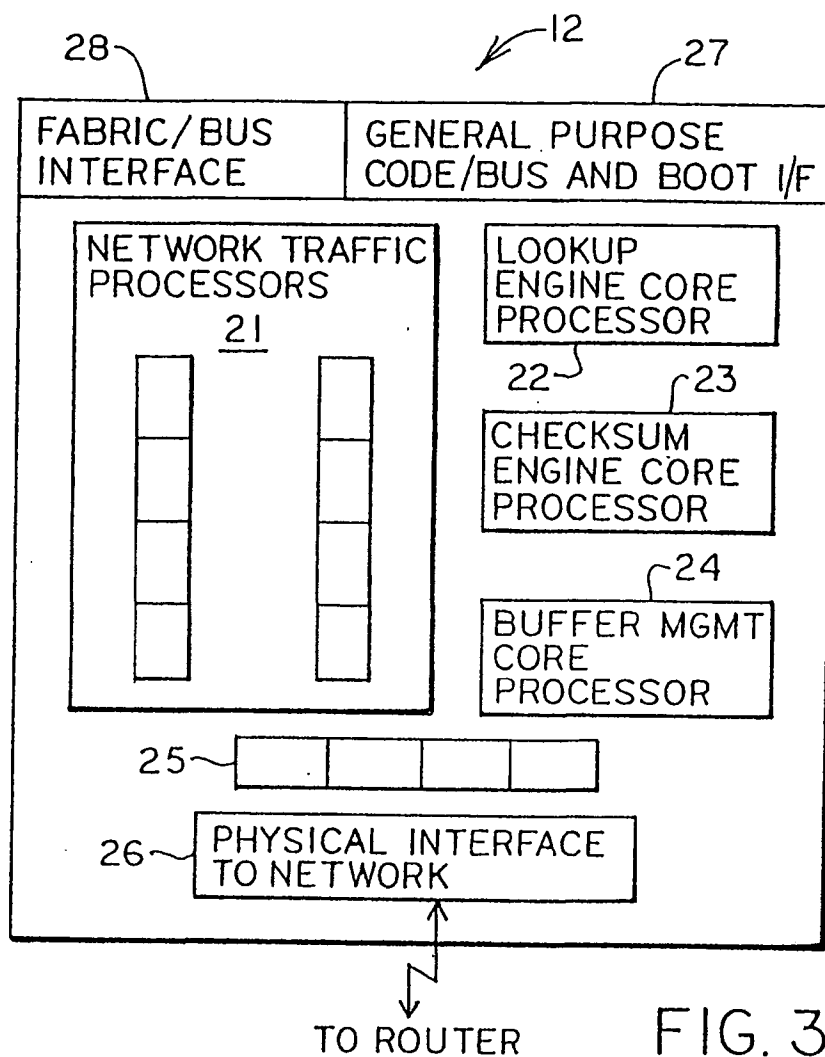 12
28
27
FABRIC/BUS
INTERFACE
GENERAL PURPOSE
CODE/BUS AND BOOT I/F
NETWORK TRAFFIC
PROCESSORS
21
LOOKUP
ENGINE CORE
PROCESSOR
22
23
CHECKSUM
ENGINE CORE
PROCESSOR
24
BUFFER MGMT
CORE
PROCESSOR
25
26
PHYSICAL INTERFACE
TO NETWORK
TO ROUTER
FIG. 3